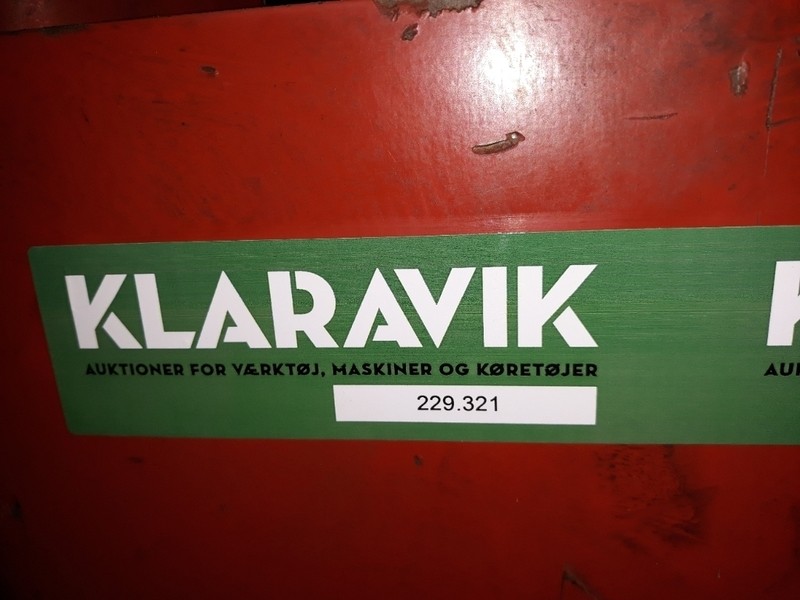 KLARAVIK
AUKTIONER FOR VÆRKTØJ, MASKINER OG KØRETØJER
229.321